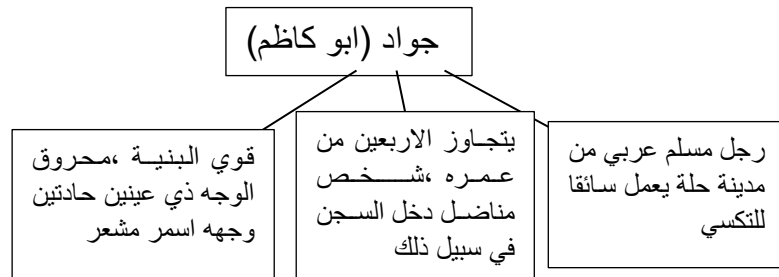 جواد (ابو كاظم)
رجل مسلم عربي من
مدينة حلة يعمل سائقا
للتكسي
يتجاوز الاربعين من
عمره ،شخص
مناضل دخل السجن
في سبيل ذلك
قوي البنية ،محروق
الوجه ذي عينين حادتين
وجهه اسمر مشعر